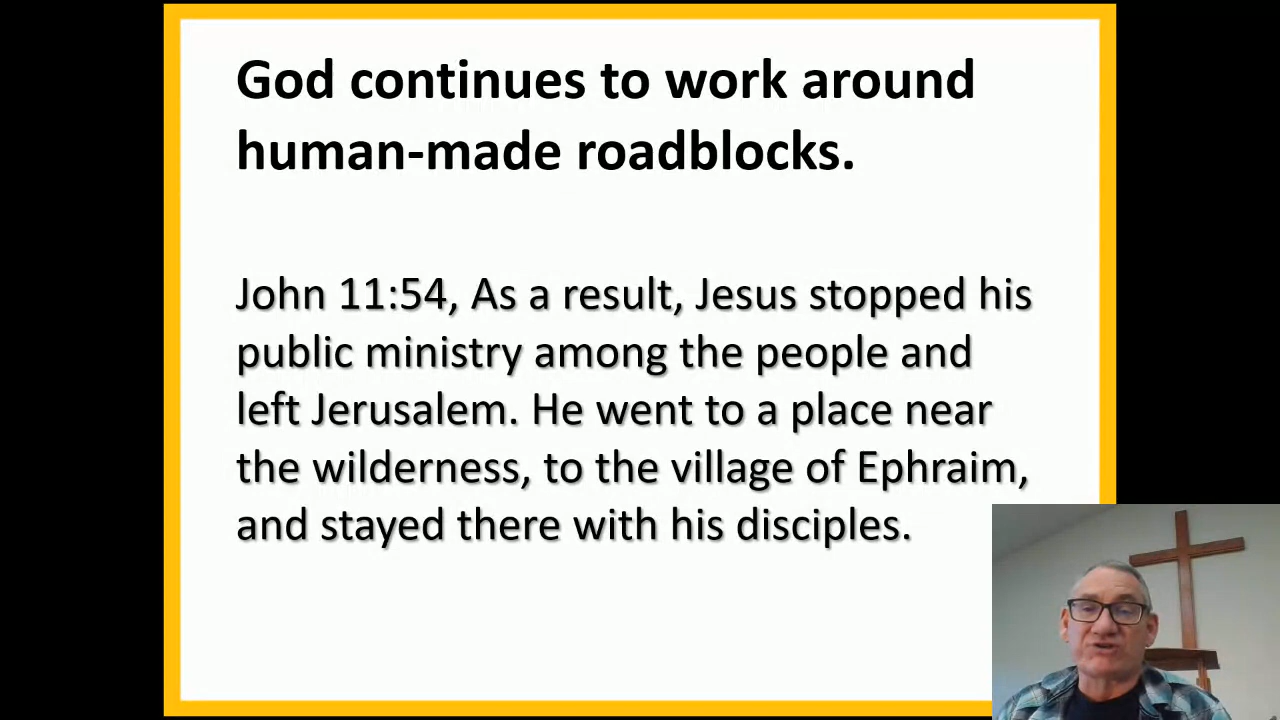 God continues to work around
human-made roadblocks.
John 11:54, As a result, Jesus stopped his
public ministry among the people and
left Jerusalem. He went to a place near
the wilderness, to the village of Ephraim,
and stayed there with his disciples.